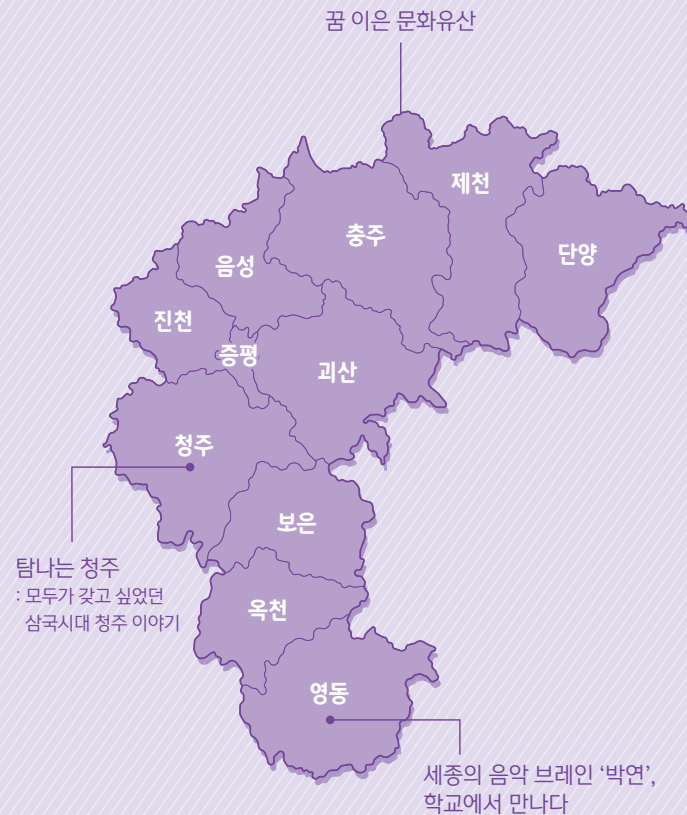 꿈 이은 문화유산
제천
충주
단양
음성
진천
증평
괴산
청주
보은
탐나는 청주
: 모두가 갖고 싶었던
삼국시대 청주 이야기
옥천
영동
세종의 음악 브레인 ‘박연’,
학교에서 만나다